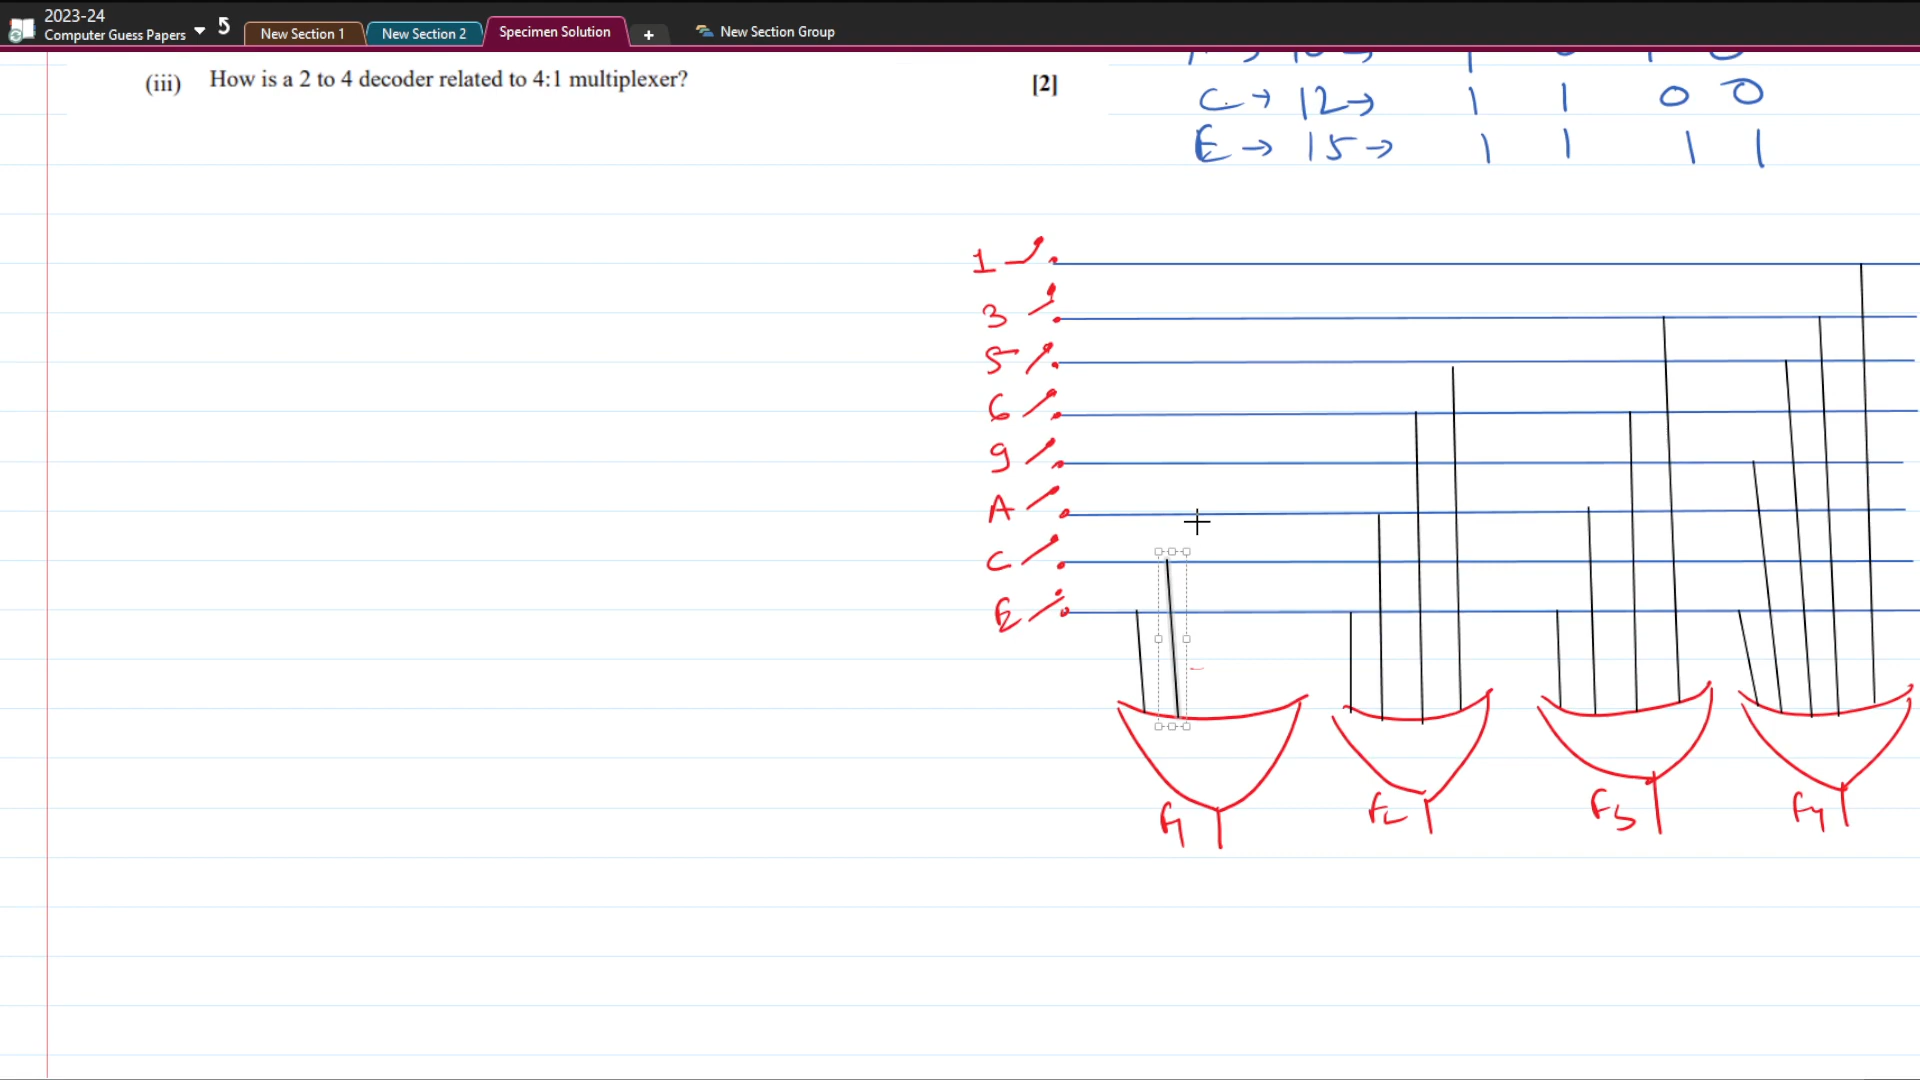 2023-24
Computer Guess Papers
New Section 1
New Section 2
Specimen Solution
+
New Section Group
(iii) How is a 2 to 4 decoder related to 4:1 multiplexer? [2]
C → 12 → 1 1 0 0
E → 15 → 1 1 1 1
1
3
5
6
9
A
C
E
F1 F2 F3 F4